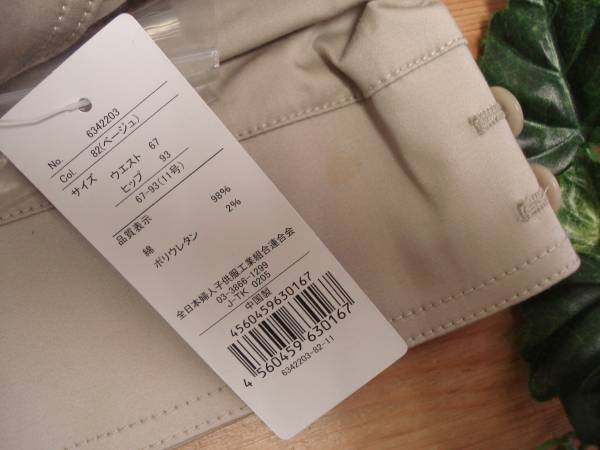 No. 6342203
Col. 82(ベージュ)
サイズ ウエスト 67
ヒップ 93
67-93(11号)
品質表示
綿 98%
ポリウレタン 2%
全日本婦人子供服工業組合連合会
03-3866-1299
J-TK 0205
中国製
4560459630167
4 560459 630167
6342203-82-11